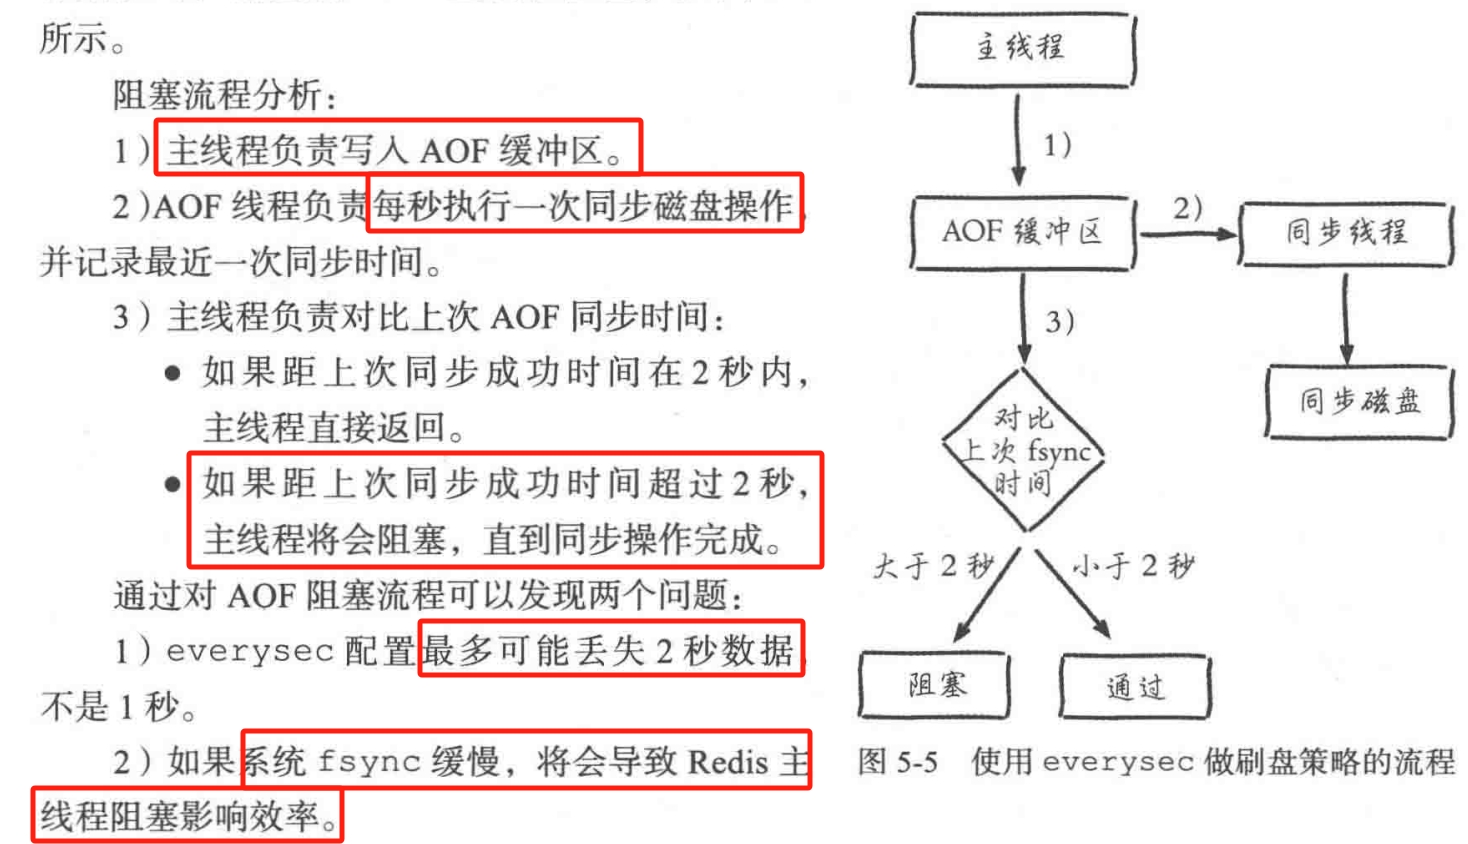 所示。
阻塞流程分析：
1）主线程负责写入 AOF 缓冲区。
2）AOF 线程负责每秒执行一次同步磁盘操作，
并记录最近一次同步时间。
3）主线程负责对比上次 AOF 同步时间：
● 如果距上次同步成功时间在 2 秒内，
主线程直接返回。
● 如果距上次同步成功时间超过 2 秒，
主线程将会阻塞，直到同步操作完成。
通过对 AOF 阻塞流程可以发现两个问题：
1）everysec 配置最多可能丢失 2 秒数据，
不是 1 秒。
2）如果系统 fsync 缓慢，将会导致 Redis 主
线程阻塞影响效率。
主线程
1）
AOF 缓冲区
2）
同步线程
3）
同步磁盘
对比
上次 fsync
时间
大于 2 秒
小于 2 秒
阻塞
通过
图 5-5 使用 everysec 做刷盘策略的流程